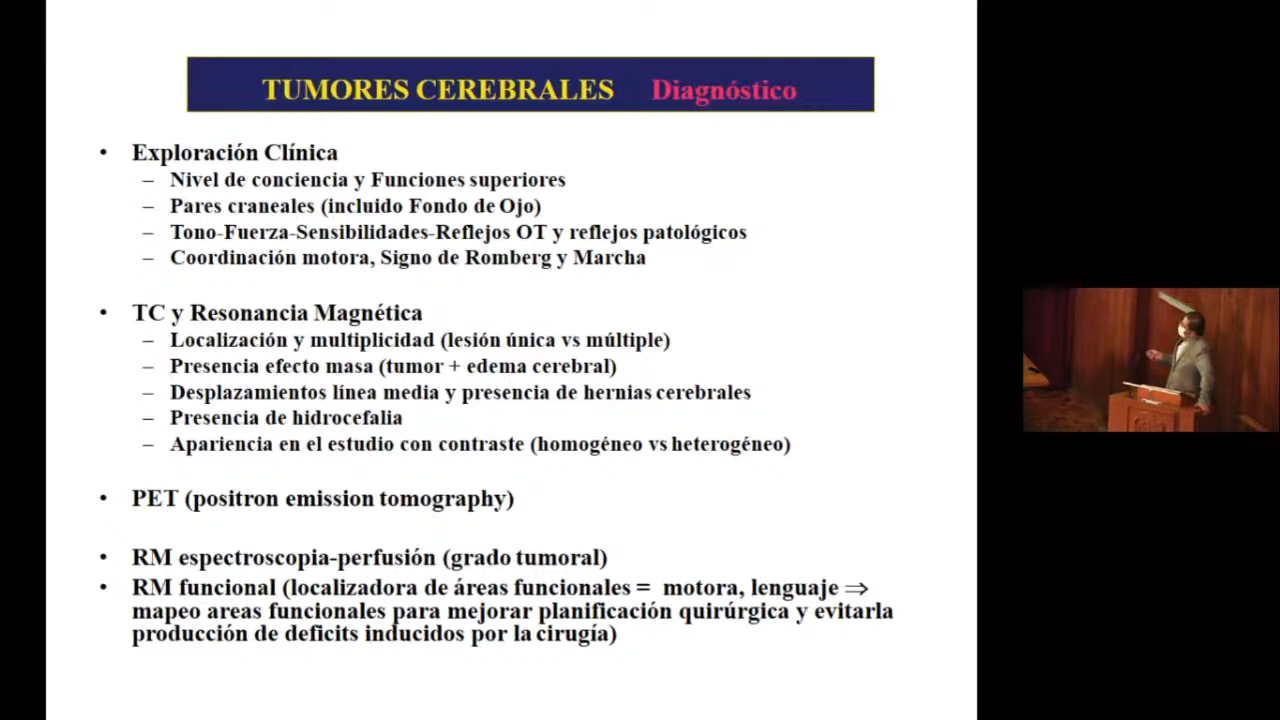 TUMORES CEREBRALES Diagnóstico
• Exploración Clínica
– Nivel de conciencia y Funciones superiores
– Pares craneales (incluido Fondo de Ojo)
– Tono-Fuerza-Sensibilidades-Reflejos OT y reflejos patológicos
– Coordinación motora, Signo de Romberg y Marcha
• TC y Resonancia Magnética
– Localización y multiplicidad (lesión única vs múltiple)
– Presencia efecto masa (tumor + edema cerebral)
– Desplazamientos línea media y presencia de hernias cerebrales
– Presencia de hidrocefalia
– Apariencia en el estudio con contraste (homogéneo vs heterogéneo)
• PET (positron emission tomography)
• RM espectroscopia-perfusión (grado tumoral)
• RM funcional (localizadora de áreas funcionales = motora, lenguaje ⇒
mapeo areas funcionales para mejorar planificación quirúrgica y evitarla
producción de deficits inducidos por la cirugía)